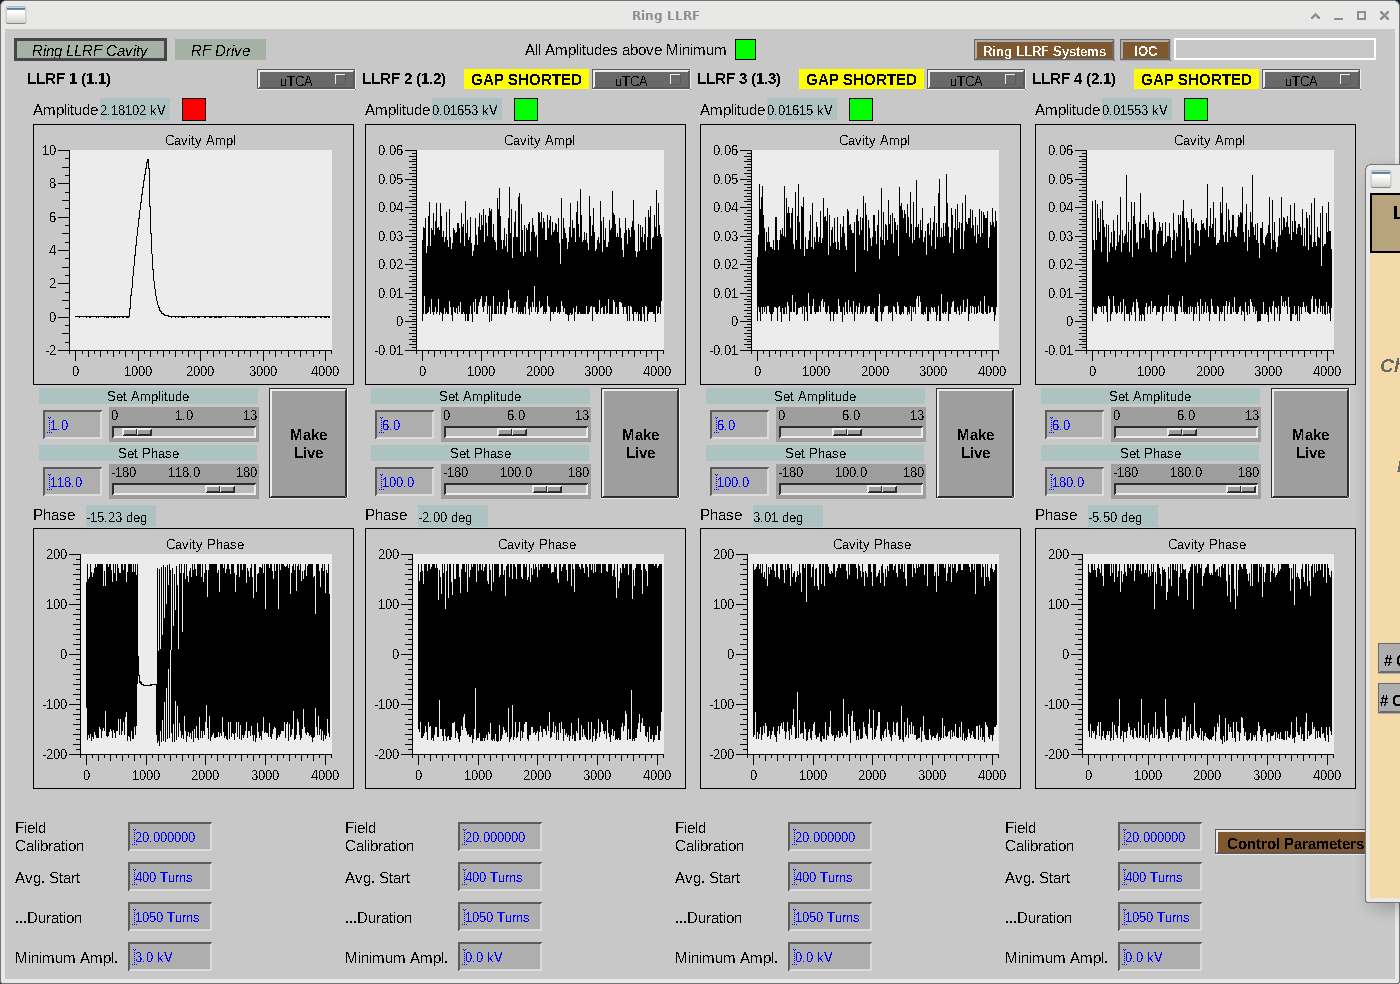 Ring LLRF
Ring LLRF Cavity RF Drive All Amplitudes above Minimum Ring LLRF Systems IOC
LLRF 1 (1.1) uTCA LLRF 2 (1.2) GAP SHORTED uTCA LLRF 3 (1.3) GAP SHORTED uTCA LLRF 4 (2.1) GAP SHORTED uTCA
Amplitude 2.18102 kV Amplitude 0.01653 kV Amplitude 0.01615 kV Amplitude 0.01553 kV
Cavity Ampl Cavity Ampl Cavity Ampl Cavity Ampl
10 0.06 0.06 0.06
8 0.05 0.05 0.05
6 0.04 0.04 0.04
4 0.03 0.03 0.03
2 0.02 0.02 0.02
0.01 0.01 0.01
0 0 0 0
-2 -0.01 -0.01 -0.01
0 1000 2000 3000 4000 0 1000 2000 3000 4000 0 1000 2000 3000 4000 0 1000 2000 3000 4000
Set Amplitude Set Amplitude Set Amplitude Set Amplitude
1.0 0 1.0 13 6.0 0 6.0 13 6.0 0 6.0 13 6.0 0 6.0 13
Make Live Make Live Make Live Make Live
Set Phase Set Phase Set Phase Set Phase
118.0 -180 118.0 180 100.0 -180 100.0 180 100.0 -180 100.0 180 180.0 -180 180.0 180
Phase -15.23 deg Phase -2.00 deg Phase 3.01 deg Phase -5.50 deg
Cavity Phase Cavity Phase Cavity Phase Cavity Phase
200 200 200 200
100 100 100 100
0 0 0 0
-100 -100 -100 -100
-200 -200 -200 -200
0 1000 2000 3000 4000 0 1000 2000 3000 4000 0 1000 2000 3000 4000 0 1000 2000 3000 4000
Field Calibration 20.000000 Field Calibration 20.000000 Field Calibration 20.000000 Field Calibration 20.000000 Control Parameters
Avg. Start 400 Turns Avg. Start 400 Turns Avg. Start 400 Turns Avg. Start 400 Turns
...Duration 1050 Turns ...Duration 1050 Turns ...Duration 1050 Turns ...Duration 1050 Turns
Minimum Ampl. 3.0 kV Minimum Ampl. 0.0 kV Minimum Ampl. 0.0 kV Minimum Ampl. 0.0 kV